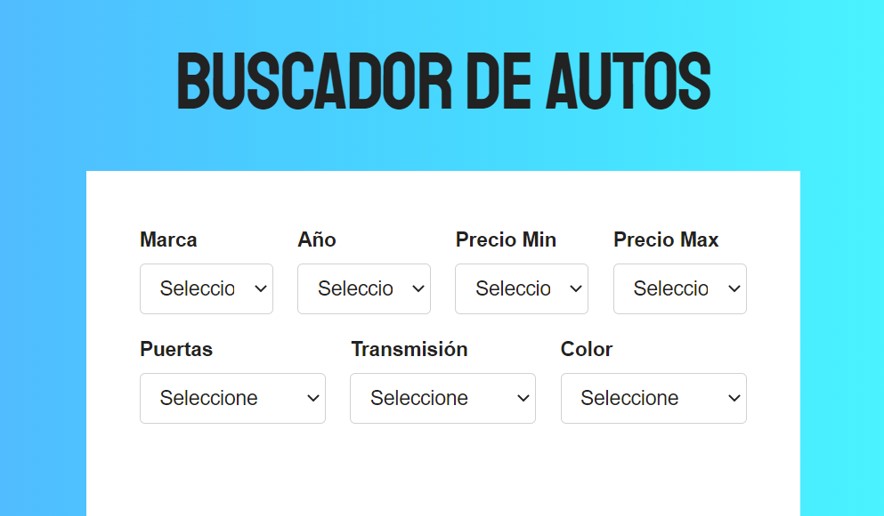 BUSCADOR DE AUTOS
Marca Año Precio Min Precio Max
Seleccio Seleccio Seleccio Seleccio
Puertas Transmisión Color
Seleccione Seleccione Seleccione